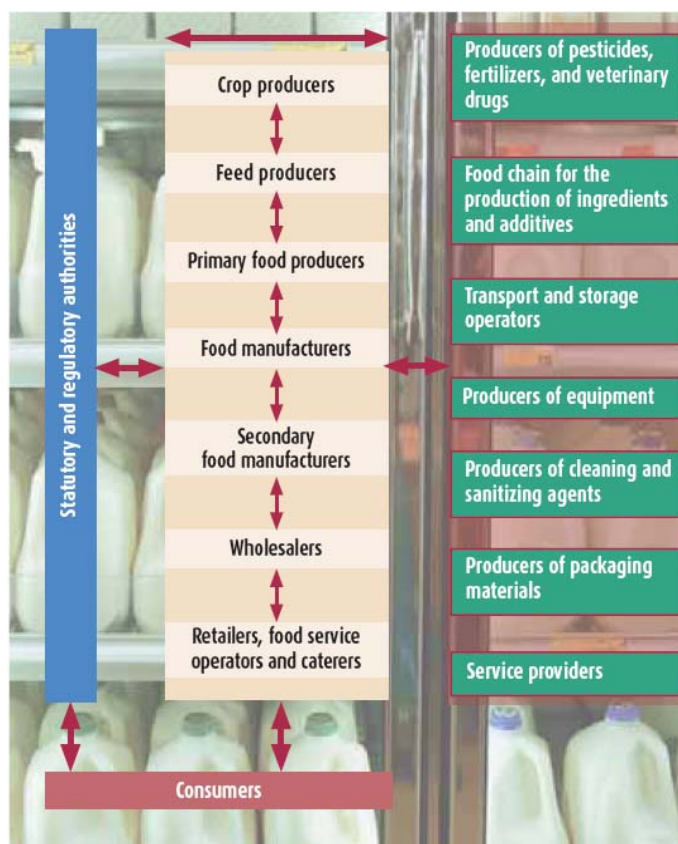 Statutory and regulatory authorities
Crop producers
Feed producers
Primary food producers
Food manufacturers
Secondary
food manufacturers
Wholesalers
Retailers, food service
operators and caterers
Consumers
Producers of pesticides,
fertilizers, and veterinary
drugs
Food chain for the
production of ingredients
and additives
Transport and storage
operators
Producers of equipment
Producers of cleaning and
sanitizing agents
Producers of packaging
materials
Service providers